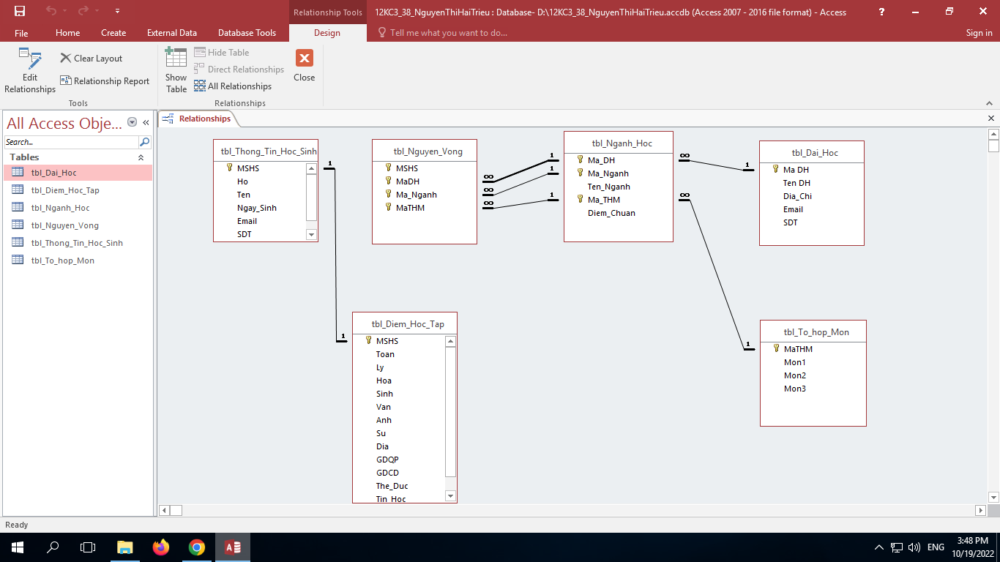 Relationship Tools
12KC3_38_NguyenThiHaiTrieu : Database- D:\12KC3_38_NguyenThiHaiTrieu.accdb (Access 2007 - 2016 file format) - Access
?
File
Home
Create
External Data
Database Tools
Design
Tell me what you want to do...
Sign in
Edit
Relationships
Clear Layout
Relationship Report
Tools
Show
Table
Hide Table
Direct Relationships
All Relationships
Close
Relationships
All Access Obje...
Search...
Tables
tbl_Dai_Hoc
tbl_Diem_Hoc_Tap
tbl_Nganh_Hoc
tbl_Nguyen_Vong
tbl_Thong_Tin_Hoc_Sinh
tbl_To_hop_Mon
Relationships
tbl_Thong_Tin_Hoc_Sinh
MSHS
Ho
Ten
Ngay_Sinh
Email
SDT
1
1
tbl_Nguyen_Vong
MSHS
MaDH
Ma_Nganh
MaTHM
∞
∞
∞
1
1
1
tbl_Nganh_Hoc
Ma_DH
Ma_Nganh
Ten_Nganh
Ma_THM
Diem_Chuan
∞
∞
1
1
tbl_Dai_Hoc
Ma DH
Ten DH
Dia_Chi
Email
SDT
tbl_Diem_Hoc_Tap
MSHS
Toan
Ly
Hoa
Sinh
Van
Anh
Su
Dia
GDQP
GDCD
The_Duc
Tin_Hoc
tbl_To_hop_Mon
MaTHM
Mon1
Mon2
Mon3
Ready
ENG
3:48 PM
10/19/2022